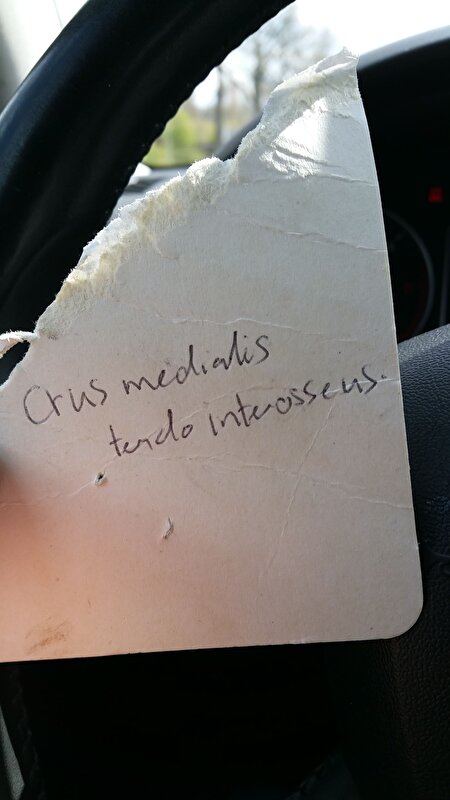 Crus medialis
tendo interosseus.